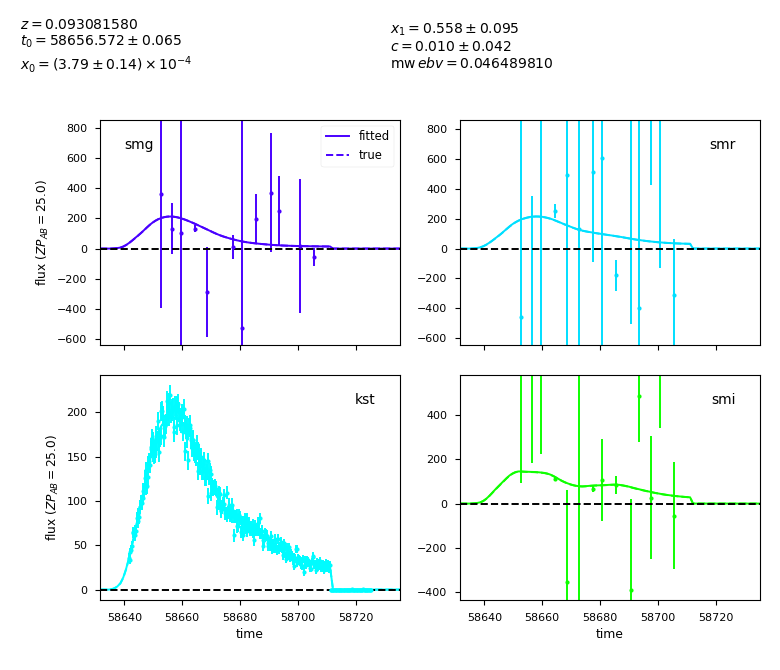 z = 0.093081580
t₀ = 58656.572 ± 0.065
x₀ = (3.79 ± 0.14) × 10⁻⁴
x₁ = 0.558 ± 0.095
c = 0.010 ± 0.042
mw ebv = 0.046489810
smg
fitted
true
800
600
400
200
0
−200
−400
−600
flux (ZP_AB = 25.0)
smr
800
600
400
200
0
−200
−400
−600
kst
200
150
100
50
0
flux (ZP_AB = 25.0)
58640 58660 58680 58700 58720
time
smi
400
200
0
−200
−400
58640 58660 58680 58700 58720
time